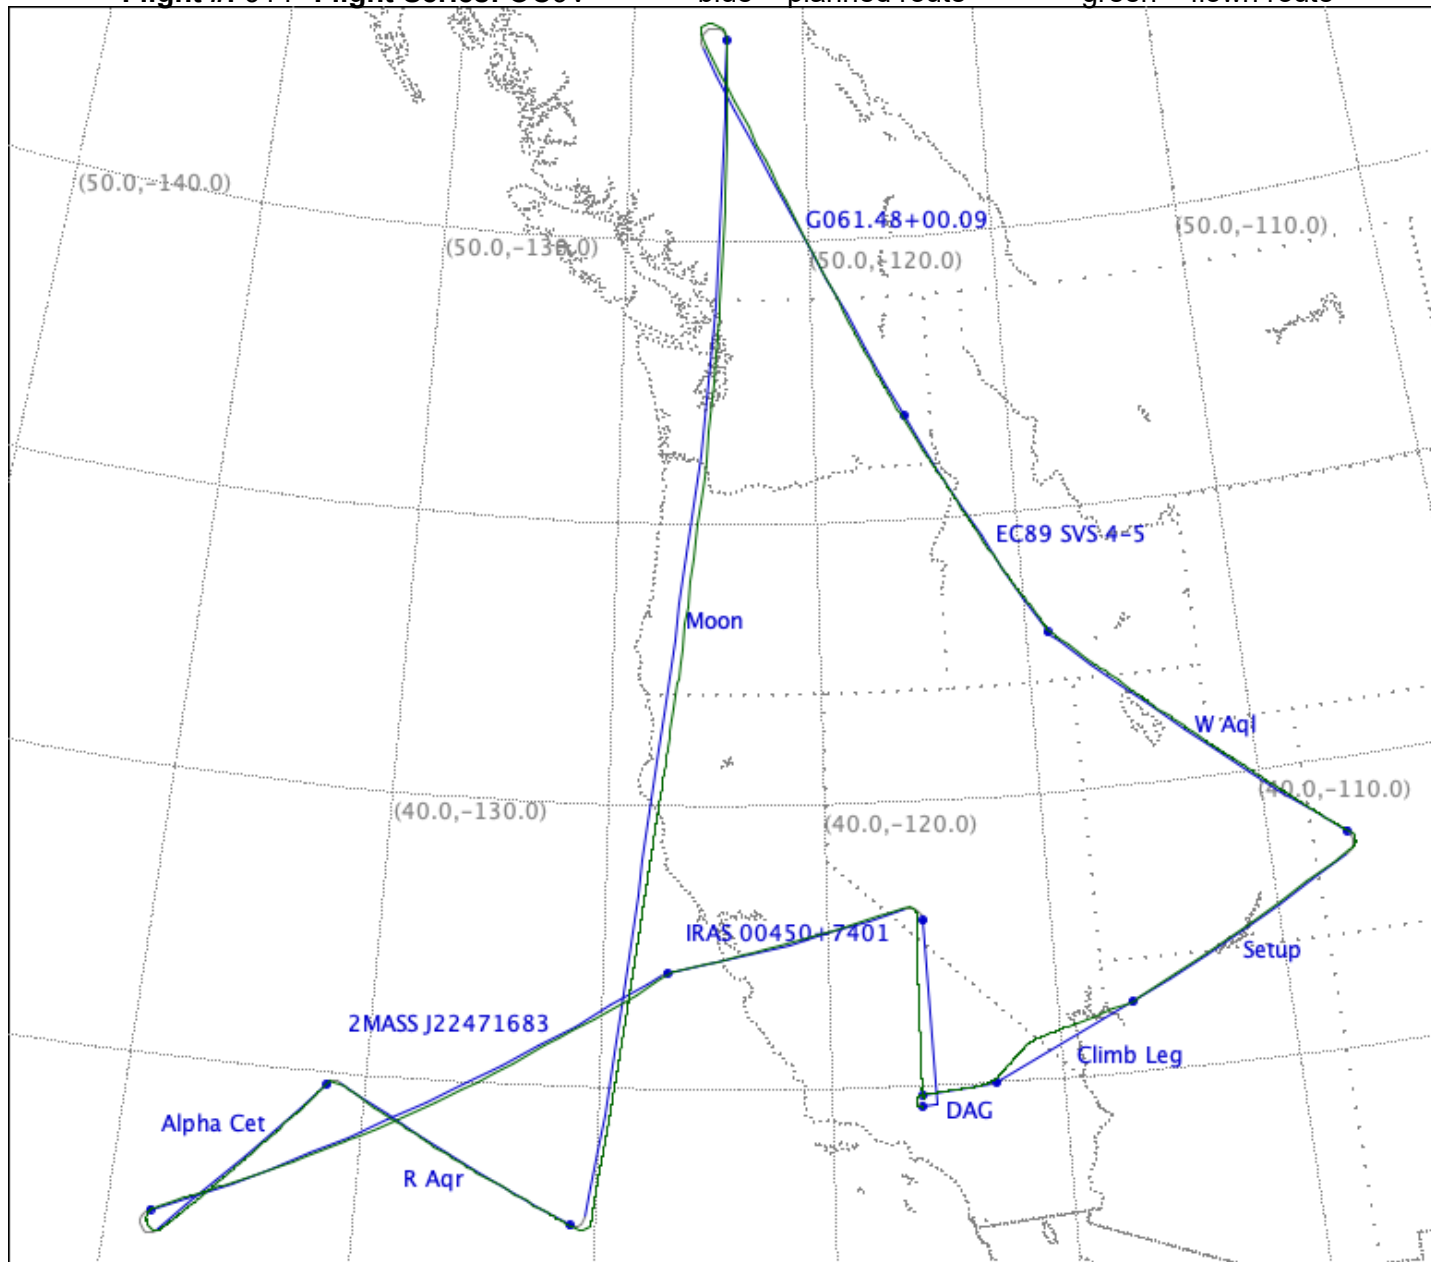 (50.0,-140.0)
G061.48+00.09
(50.0,-110.0)
(50.0,-130.0)
(50.0,-120.0)
EC89 SVS 4-5
Moon
W Aql
(40.0,-110.0)
(40.0,-130.0)
(40.0,-120.0)
IRAS 00450+7401
Setup
2MASS J22471683
Climb Leg
Alpha Cet
DAG
R Aqr